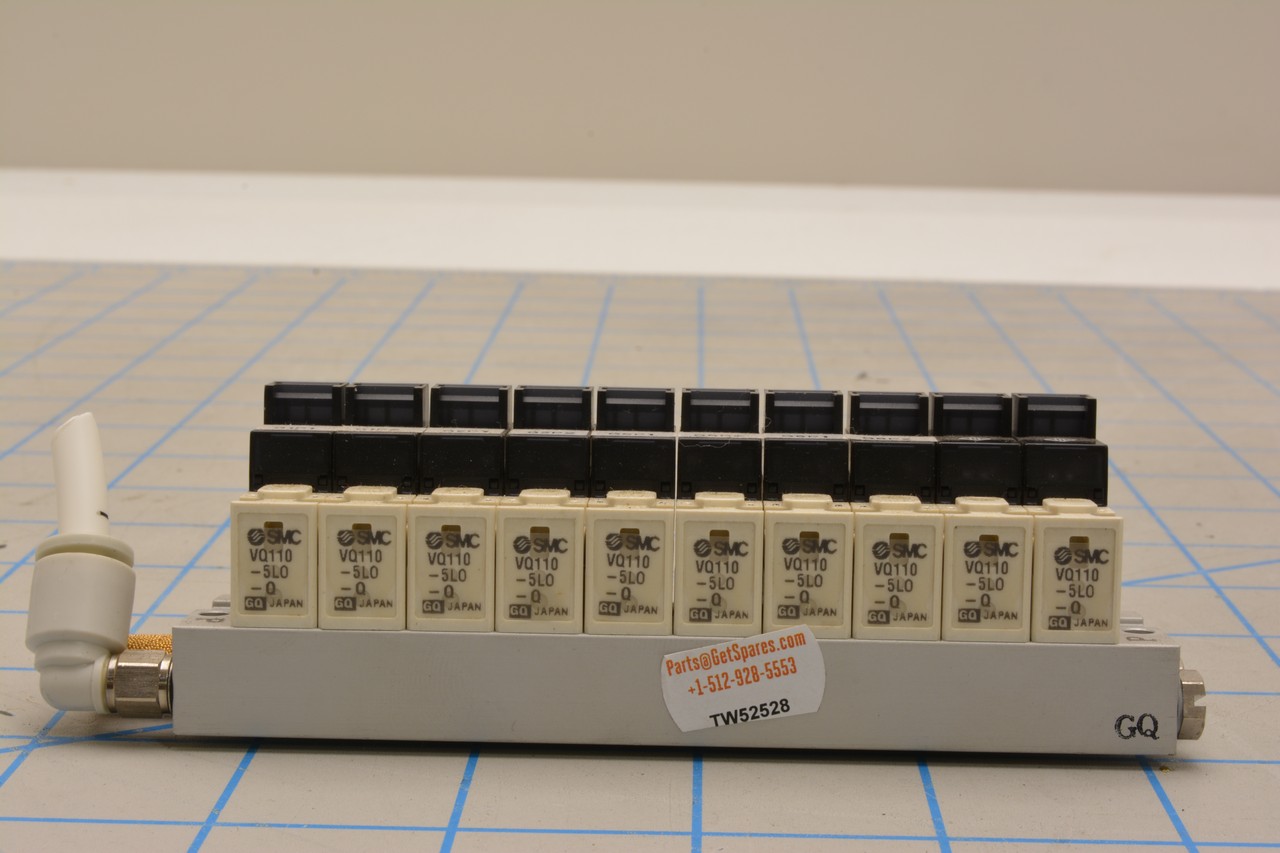 SMC
VQ110
-5LO
-Q
GQ JAPAN
SMC
VQ110
-5LO
-Q
GQ JAPAN
SMC
VQ110
-5LO
-Q
GQ JAPAN
SMC
VQ110
-5LO
-Q
GQ JAPAN
SMC
VQ110
-5LO
-Q
GQ JAPAN
SMC
VQ110
-5LO
-Q
GQ JAPAN
SMC
VQ110
-5LO
-Q
GQ JAPAN
SMC
VQ110
-5LO
-Q
GQ JAPAN
SMC
VQ110
-5LO
-Q
GQ JAPAN
SMC
VQ110
-5LO
-Q
GQ JAPAN
Parts@GetSpares.com
+1-512-928-5553
TW52528
GQ